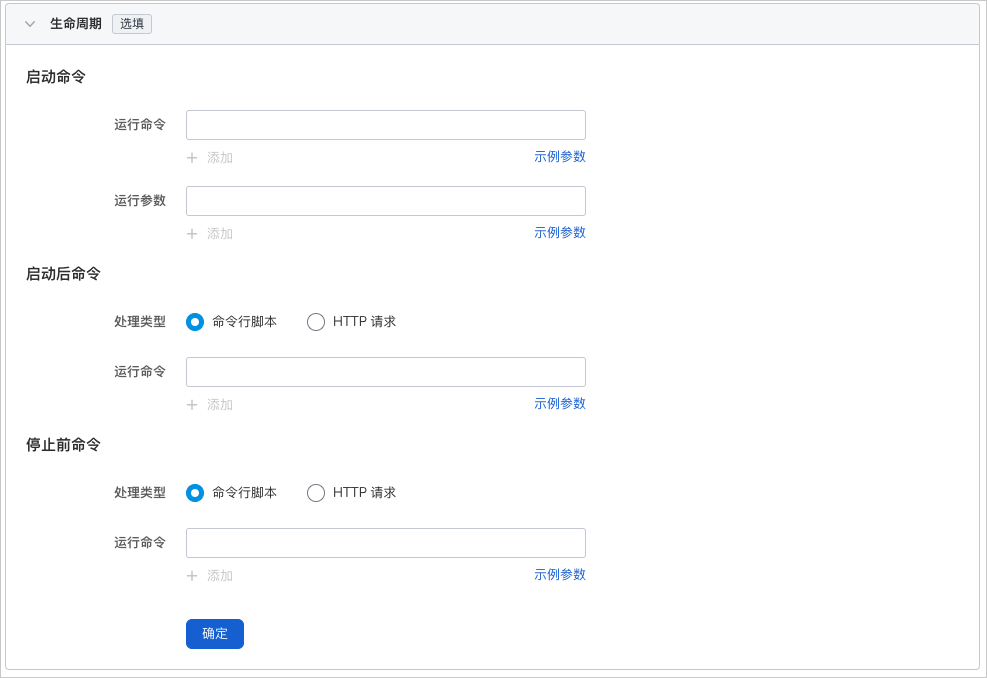 生命周期 选填
启动命令
运行命令
添加 示例参数
运行参数
添加 示例参数
启动后命令
处理类型 命令行脚本 HTTP 请求
运行命令
添加 示例参数
停止前命令
处理类型 命令行脚本 HTTP 请求
运行命令
添加 示例参数
确定